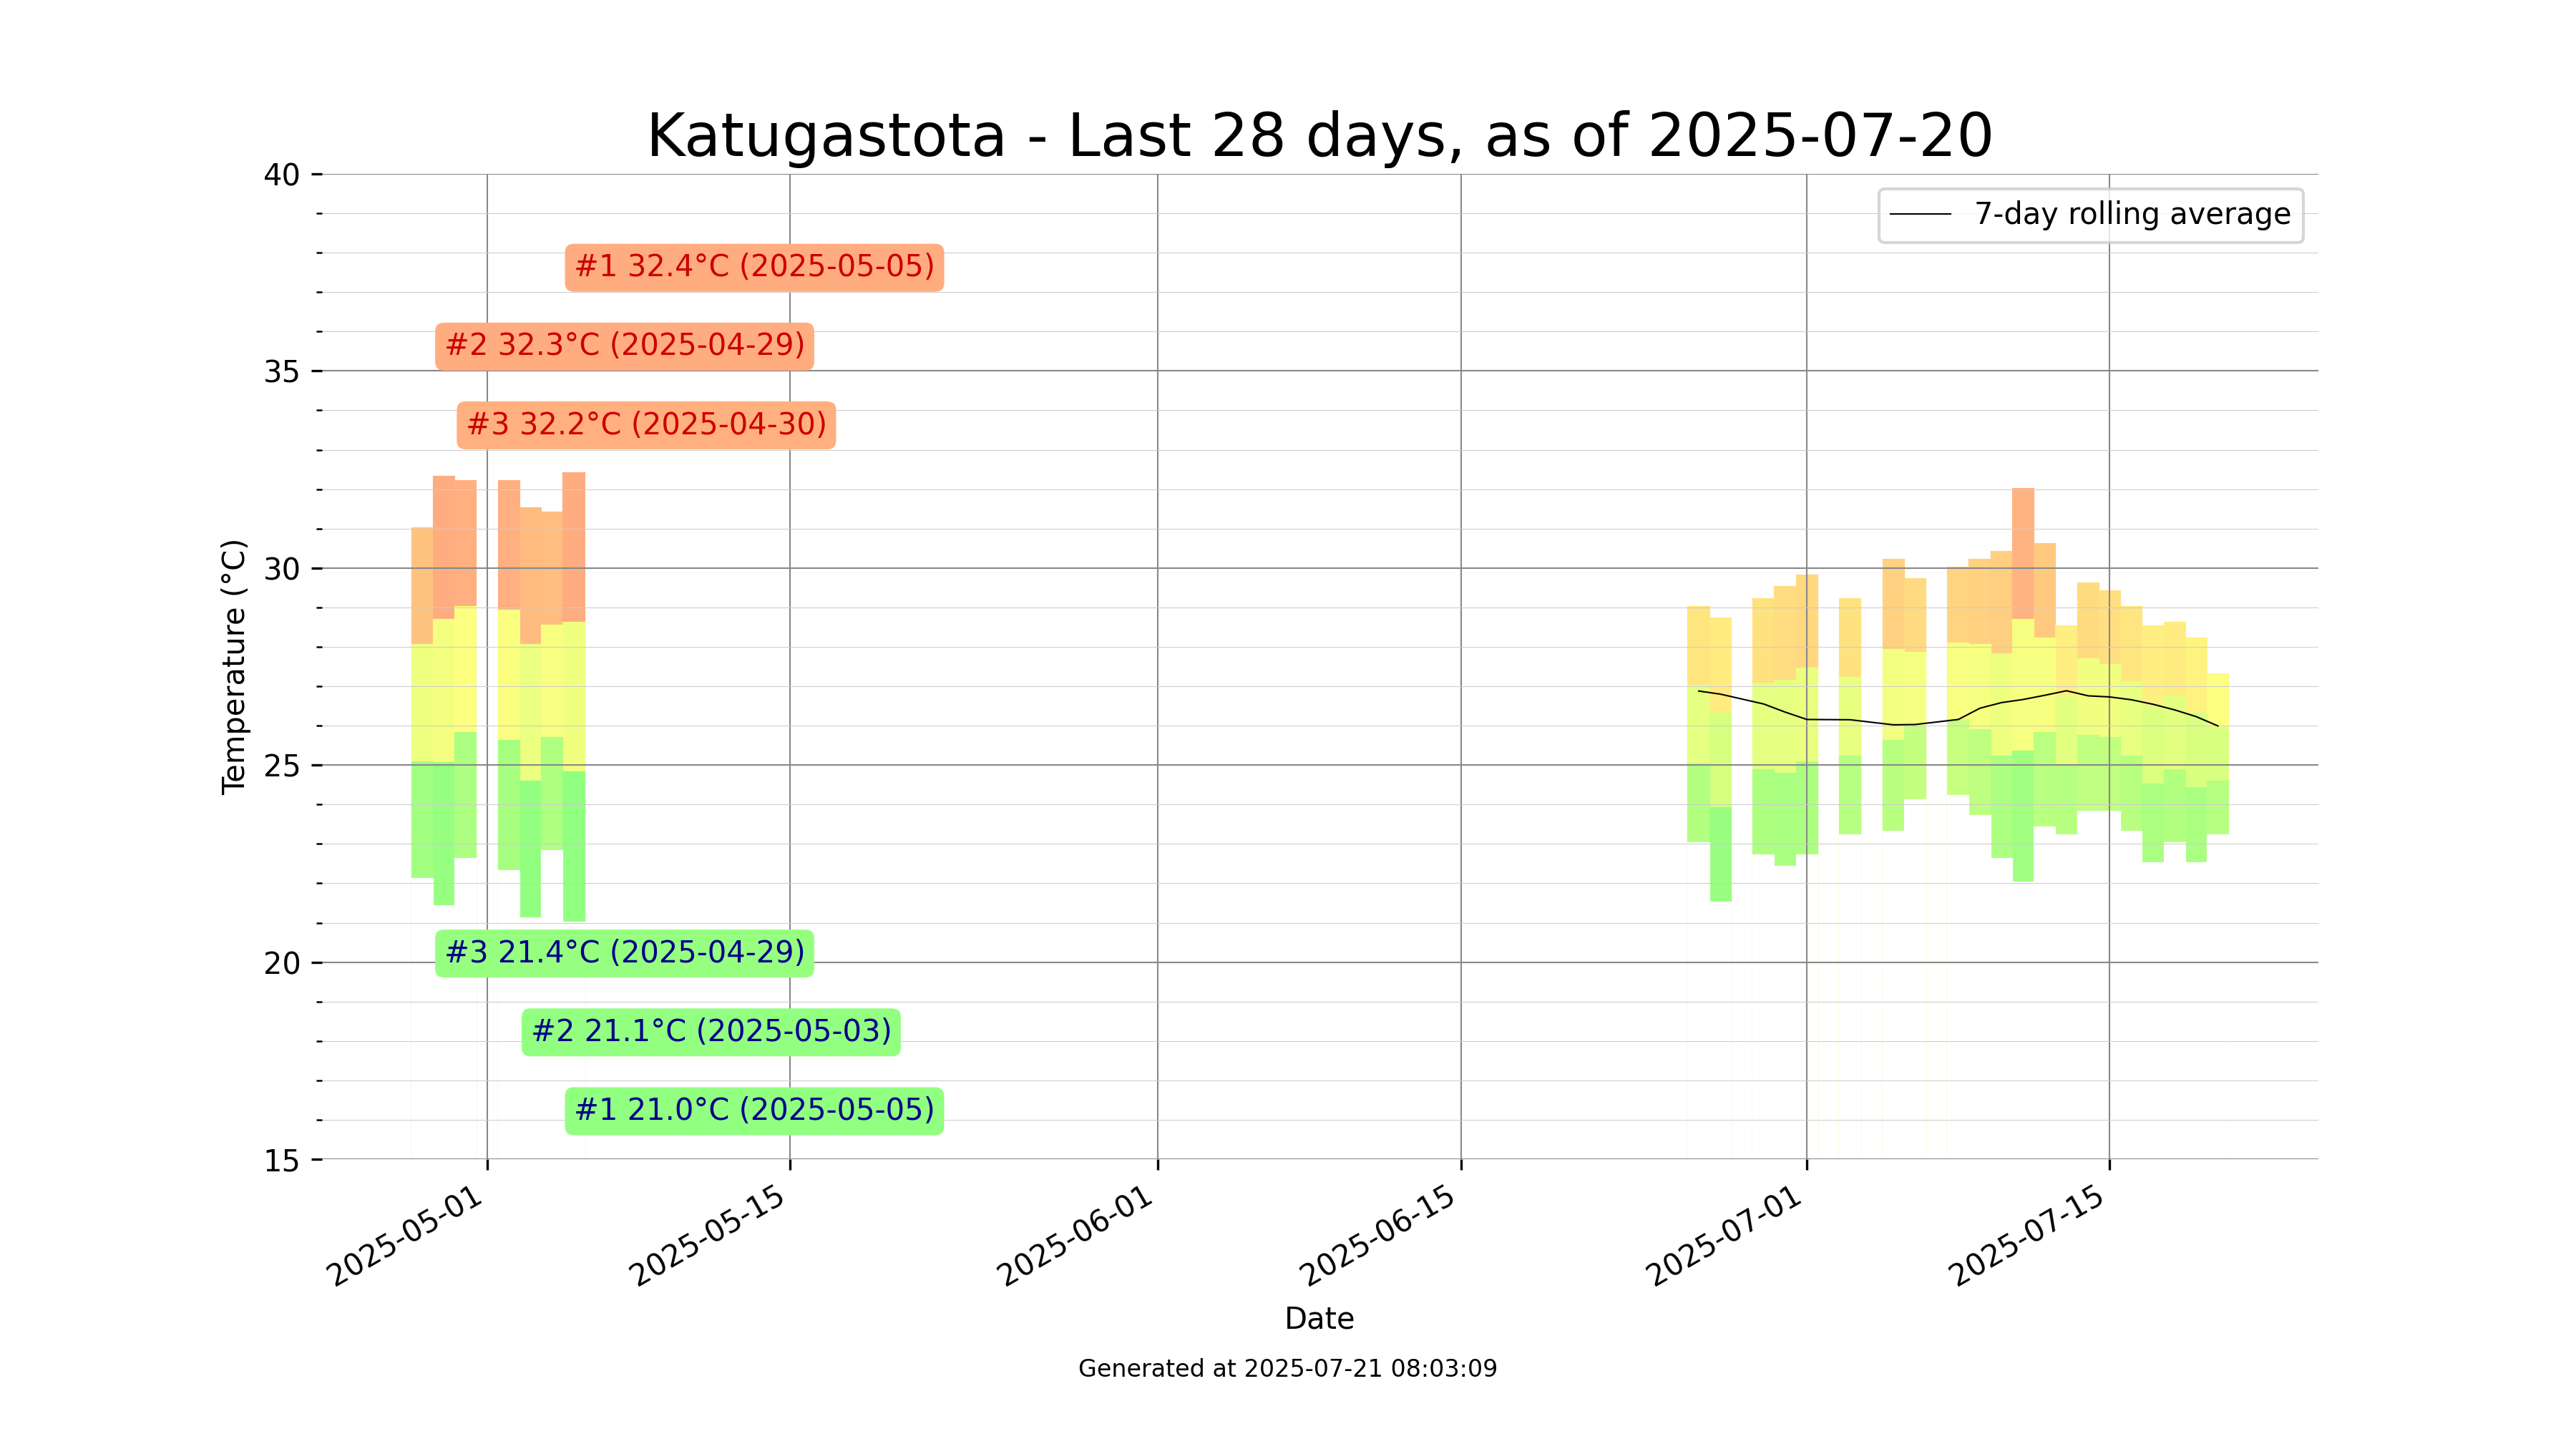 Katugastota - Last 28 days, as of 2025-07-20
7-day rolling average
#1 32.4°C (2025-05-05)
#2 32.3°C (2025-04-29)
#3 32.2°C (2025-04-30)
#3 21.4°C (2025-04-29)
#2 21.1°C (2025-05-03)
#1 21.0°C (2025-05-05)
Temperature (°C)
40
35
30
25
20
15
2025-05-01
2025-05-15
2025-06-01
2025-06-15
2025-07-01
2025-07-15
Date
Generated at 2025-07-21 08:03:09